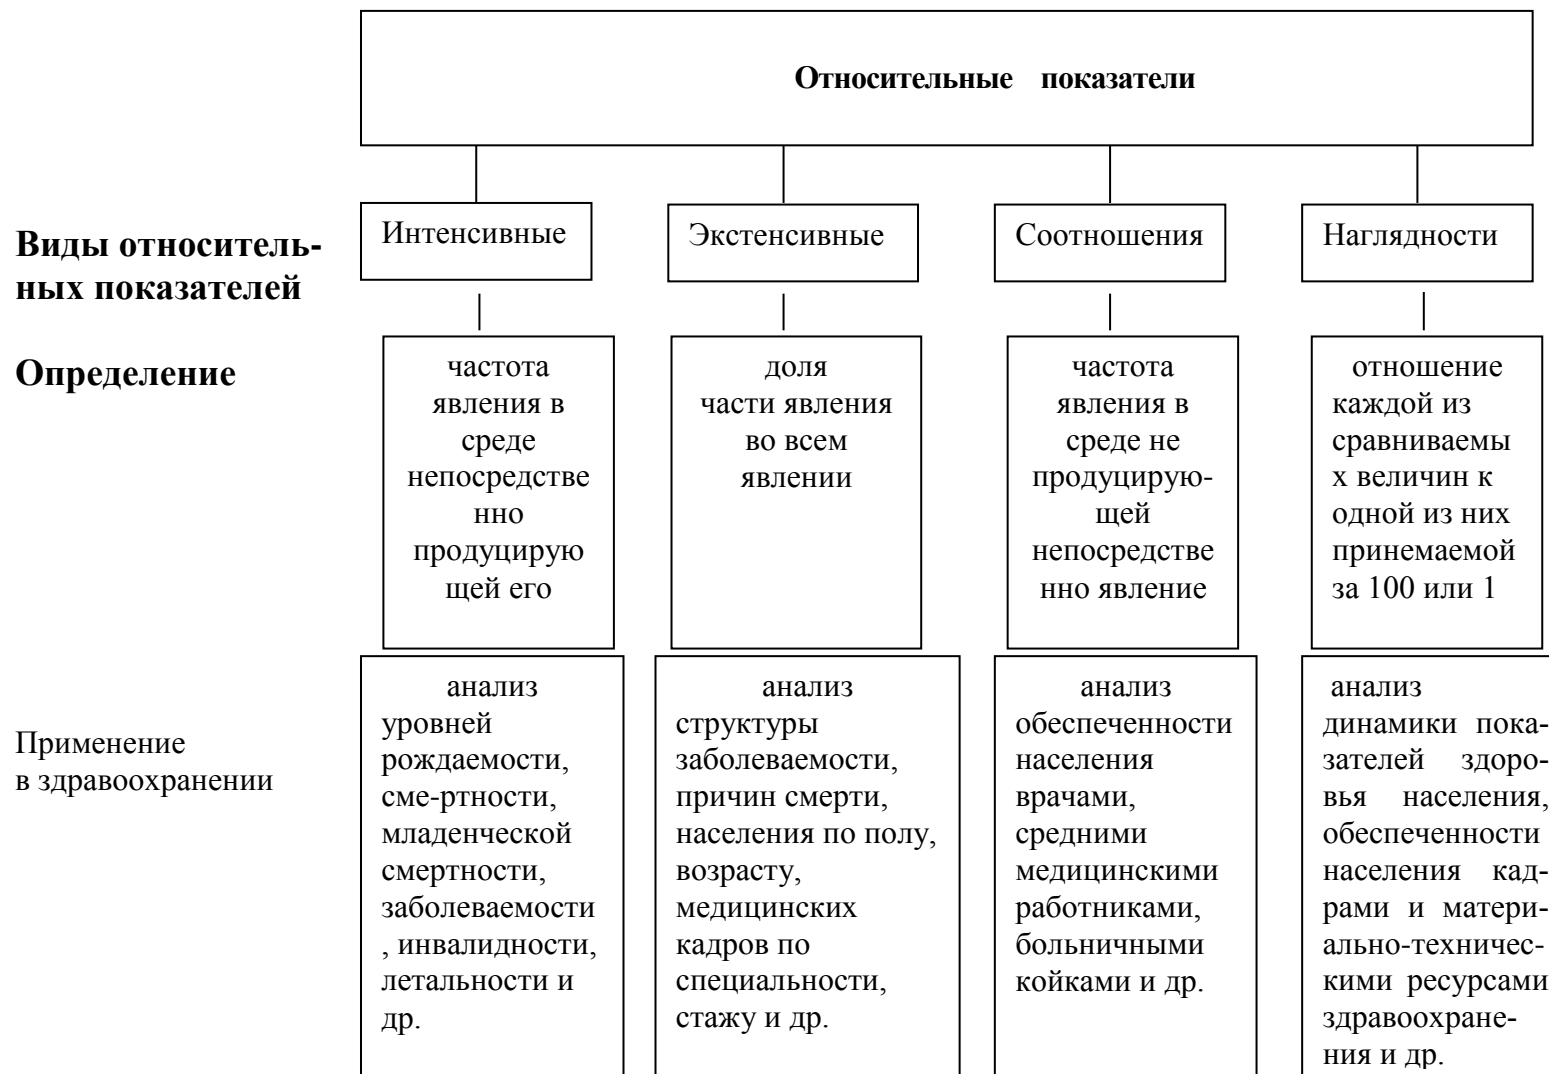 Относительные показатели
Виды относитель-
ных показателей
Интенсивные
Экстенсивные
Соотношения
Наглядности
Определение
частота
явления в
среде
непосредстве
нно
продуцирую
щей его
доля
части явления
во всем
явлении
частота
явления в
среде не
продуцирую-
щей
непосредстве
нно явление
отношение
каждой из
сравниваемы
х величин к
одной из них
принемаемой
за 100 или 1
Применение
в здравоохранении
анализ
уровней
рождаемости,
сме-ртности,
младенческой
смертности,
заболеваемости
, инвалидности,
летальности и
др.
анализ
структуры
заболеваемости,
причин смерти,
населения по полу,
возрасту,
медицинских
кадров по
специальности,
стажу и др.
анализ
обеспеченности
населения
врачами,
средними
медицинскими
работниками,
больничными
койками и др.
анализ
динамики пока-
зателей здоро-
вья населения,
обеспеченности
населения кад-
рами и матери-
ально-техничес-
кими ресурсами
здравоохране-
ния и др.